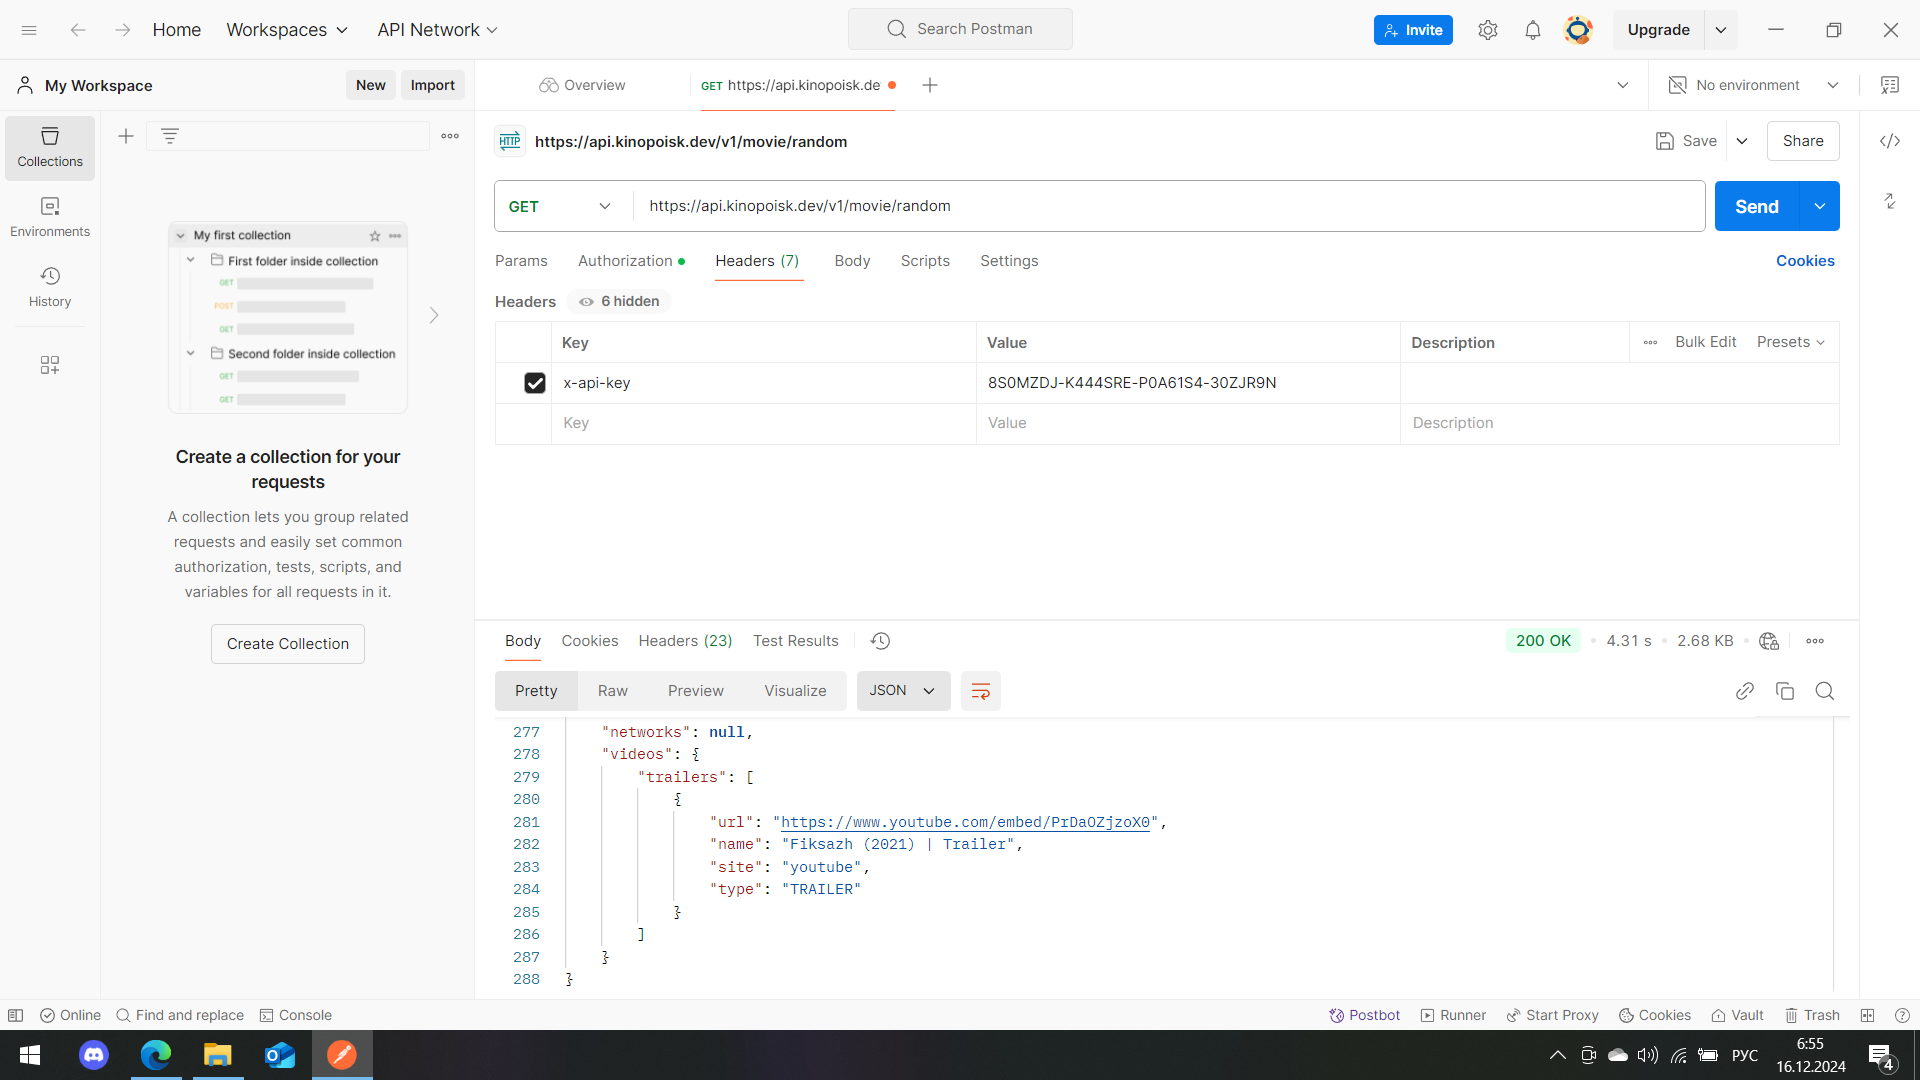 Home
Workspaces
API Network
Search Postman
Invite
Upgrade
My Workspace
New
Import
Overview
GET https://api.kinopoisk.de
No environment
Collections
Environments
History
My first collection
First folder inside collection
GET
POST
GET
Second folder inside collection
GET
GET
Create a collection for your
requests
A collection lets you group related
requests and easily set common
authorization, tests, scripts, and
variables for all requests in it.
Create Collection
HTTP
https://api.kinopoisk.dev/v1/movie/random
Save
Share
GET
https://api.kinopoisk.dev/v1/movie/random
Send
Params
Authorization
Headers (7)
Body
Scripts
Settings
Cookies
Headers
6 hidden
Key
Value
Description
Bulk Edit
Presets
x-api-key
8S0MZDJ-K444SRE-P0A61S4-30ZJR9N
Key
Value
Description
Body
Cookies
Headers (23)
Test Results
200 OK
4.31 s
2.68 KB
Pretty
Raw
Preview
Visualize
JSON
277 "networks": null,
278 "videos": {
279 "trailers": [
280 {
281 "url": "https://www.youtube.com/embed/PrDaOZjzoX0",
282 "name": "Fiksazh (2021) | Trailer",
283 "site": "youtube",
284 "type": "TRAILER"
285 }
286 ]
287 }
288 }
Online
Find and replace
Console
Postbot
Runner
Start Proxy
Cookies
Vault
Trash
РУС
6:55
16.12.2024
4